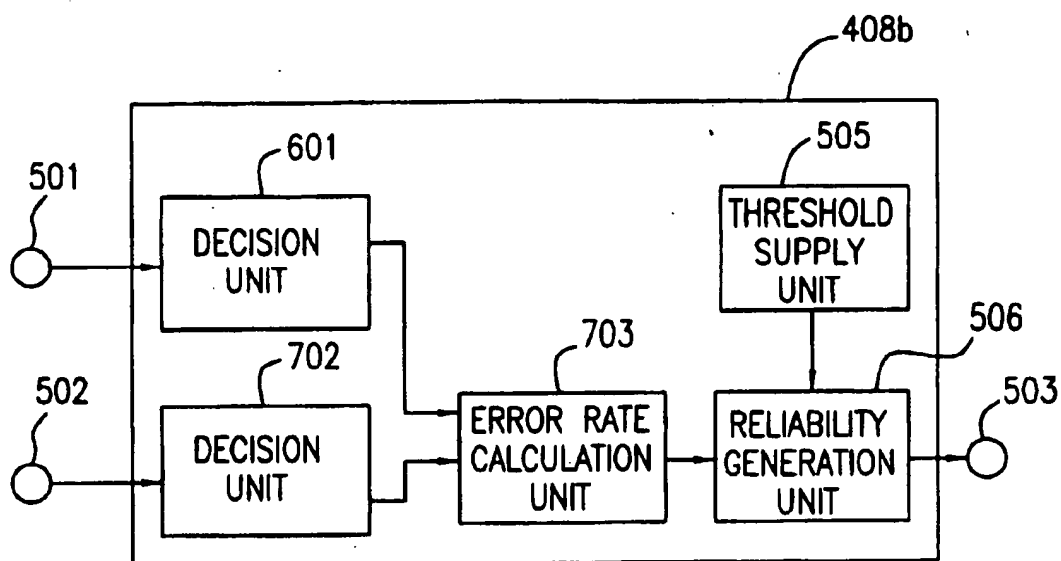 408b
601
505
501
DECISION
UNIT
THRESHOLD
SUPPLY
UNIT
702
703
506
502
503
DECISION
UNIT
ERROR RATE
CALCULATION
UNIT
RELIABILITY
GENERATION
UNIT